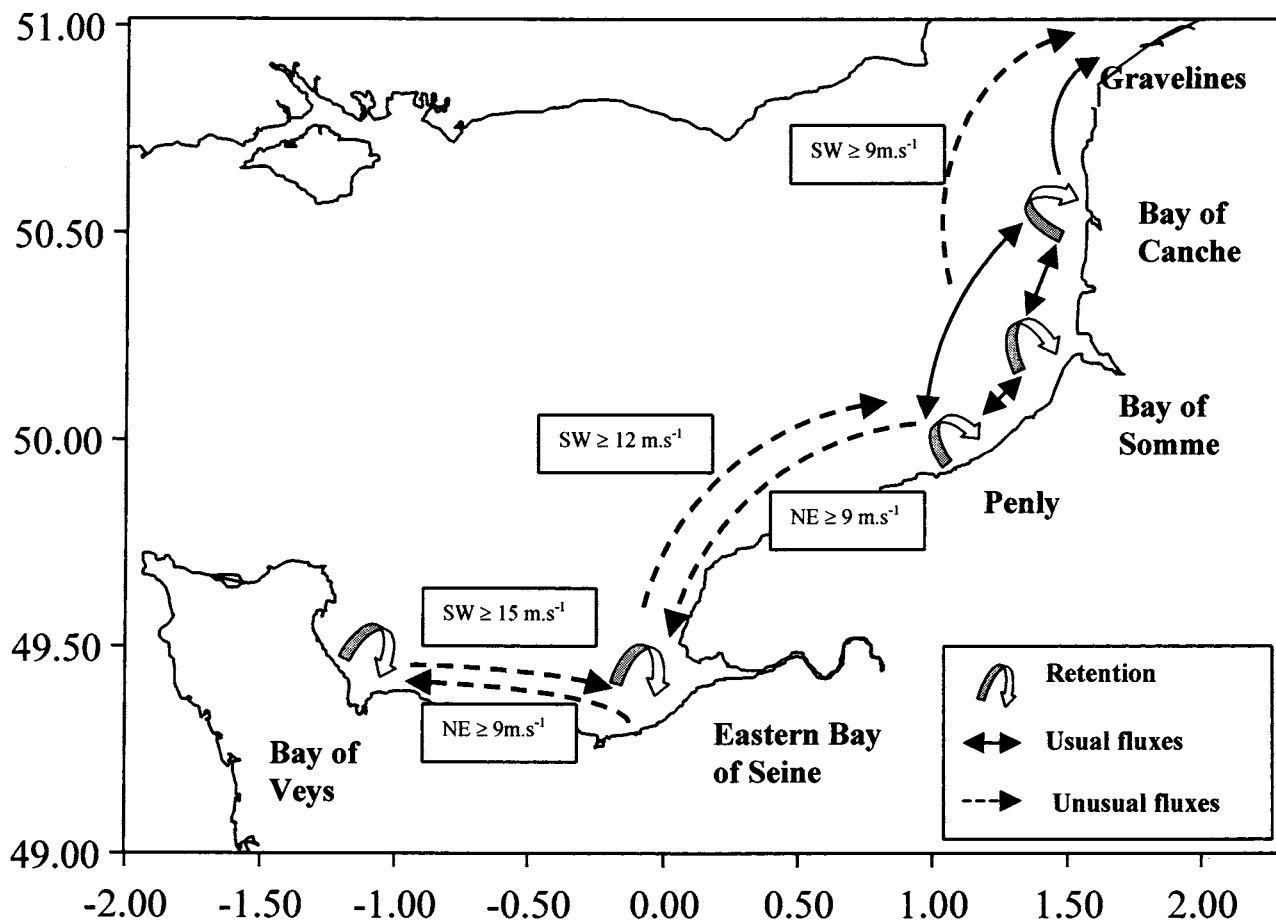 51.00
Gravelines
SW ≥ 9m.s⁻¹
50.50
Bay of
Canche
Bay of
Somme
50.00
SW ≥ 12 m.s⁻¹
NE ≥ 9 m.s⁻¹
Penly
49.50
SW ≥ 15 m.s⁻¹
NE ≥ 9m.s⁻¹
Bay of
Veys
Eastern Bay
of Seine
Retention
Usual fluxes
Unusual fluxes
49.00
-2.00 -1.50 -1.00 -0.50 0.00 0.50 1.00 1.50 2.00